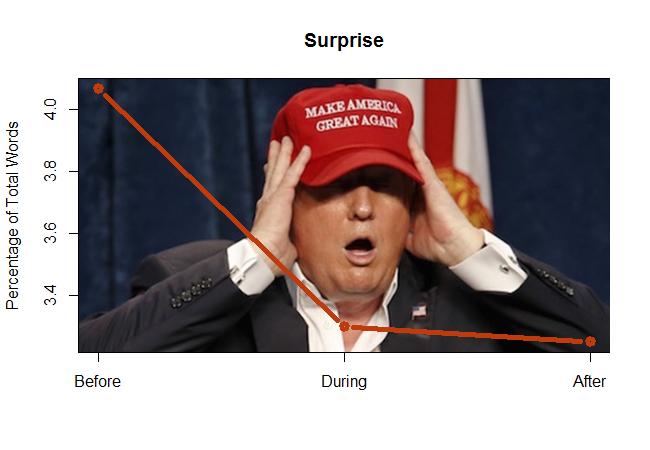 Surprise
Percentage of Total Words
4.0
3.8
3.6
3.4
MAKE AMERICA
GREAT AGAIN
Before
During
After